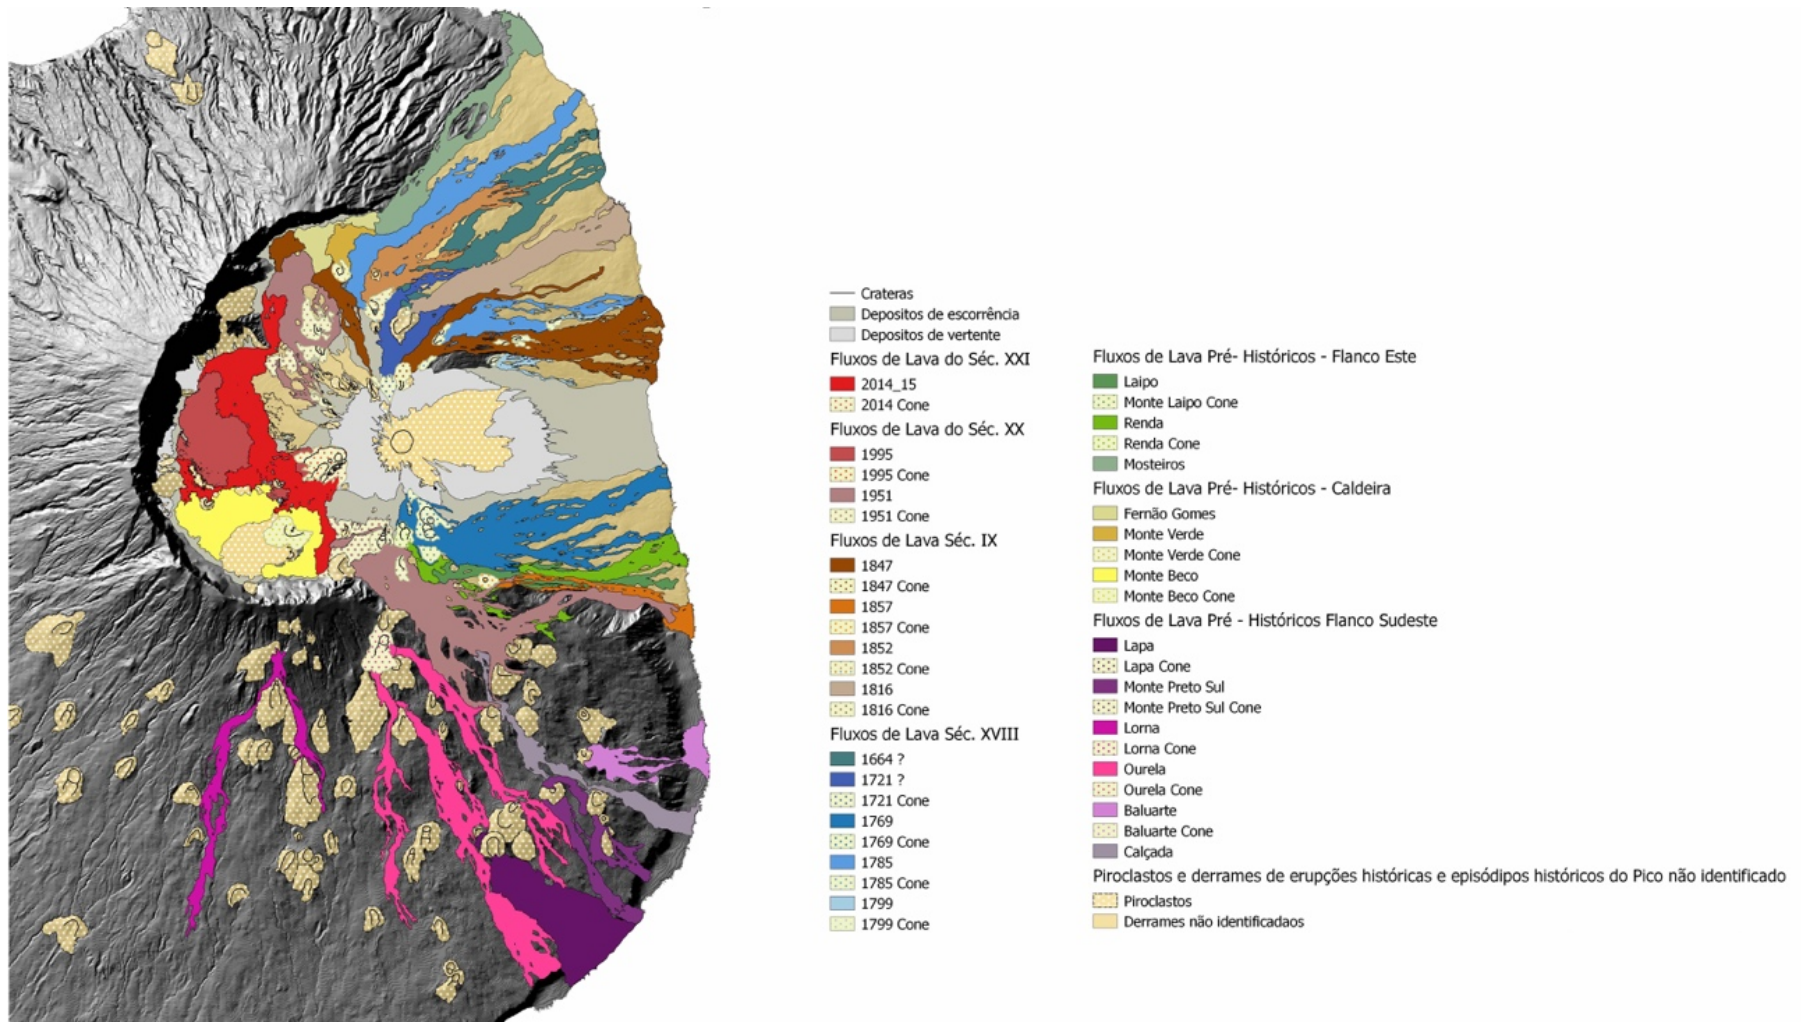 Crateras
Depositos de escorrência
Depositos de vertente
Fluxos de Lava do Séc. XXI
2014_15
2014 Cone
Fluxos de Lava do Séc. XX
1995
1995 Cone
1951
1951 Cone
Fluxos de Lava Séc. IX
1847
1847 Cone
1857
1857 Cone
1852
1852 Cone
1816
1816 Cone
Fluxos de Lava Séc. XVIII
1664 ?
1721 ?
1721 Cone
1769
1769 Cone
1785
1785 Cone
1799
1799 Cone
Fluxos de Lava Pré- Históricos - Flanco Este
Laipo
Monte Laipo Cone
Renda
Renda Cone
Mosteiros
Fluxos de Lava Pré- Históricos - Caldeira
Fernão Gomes
Monte Verde
Monte Verde Cone
Monte Beco
Monte Beco Cone
Fluxos de Lava Pré - Históricos Flanco Sudeste
Lapa
Lapa Cone
Monte Preto Sul
Monte Preto Sul Cone
Lorna
Lorna Cone
Ourela
Ourela Cone
Baluarte
Baluarte Cone
Calçada
Piroclastos e derrames de erupções históricas e episódipos históricos do Pico não identificado
Piroclastos
Derrames não identificadaos